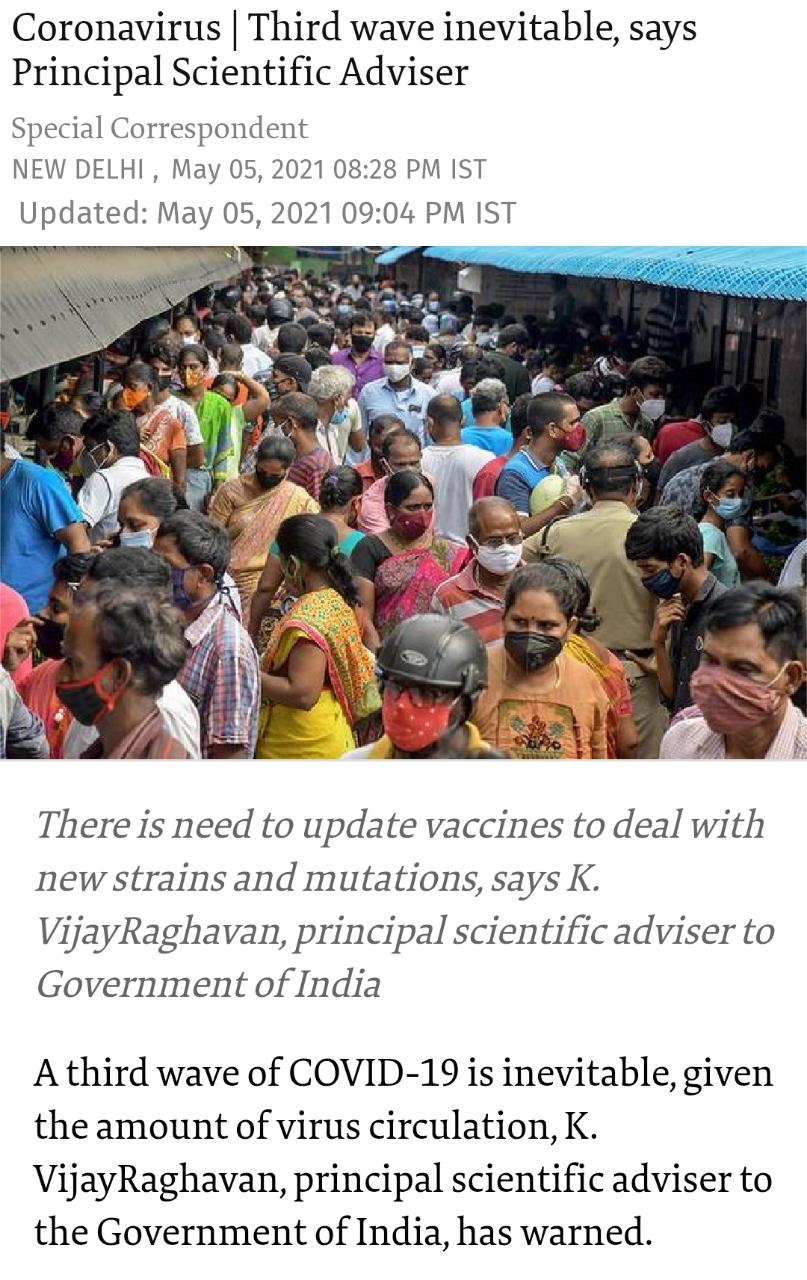 Coronavirus | Third wave inevitable, says
Principal Scientific Adviser
Special Correspondent
NEW DELHI , May 05, 2021 08:28 PM IST
Updated: May 05, 2021 09:04 PM IST
There is need to update vaccines to deal with
new strains and mutations, says K.
VijayRaghavan, principal scientific adviser to
Government of India
A third wave of COVID-19 is inevitable, given
the amount of virus circulation, K.
VijayRaghavan, principal scientific adviser to
the Government of India, has warned.